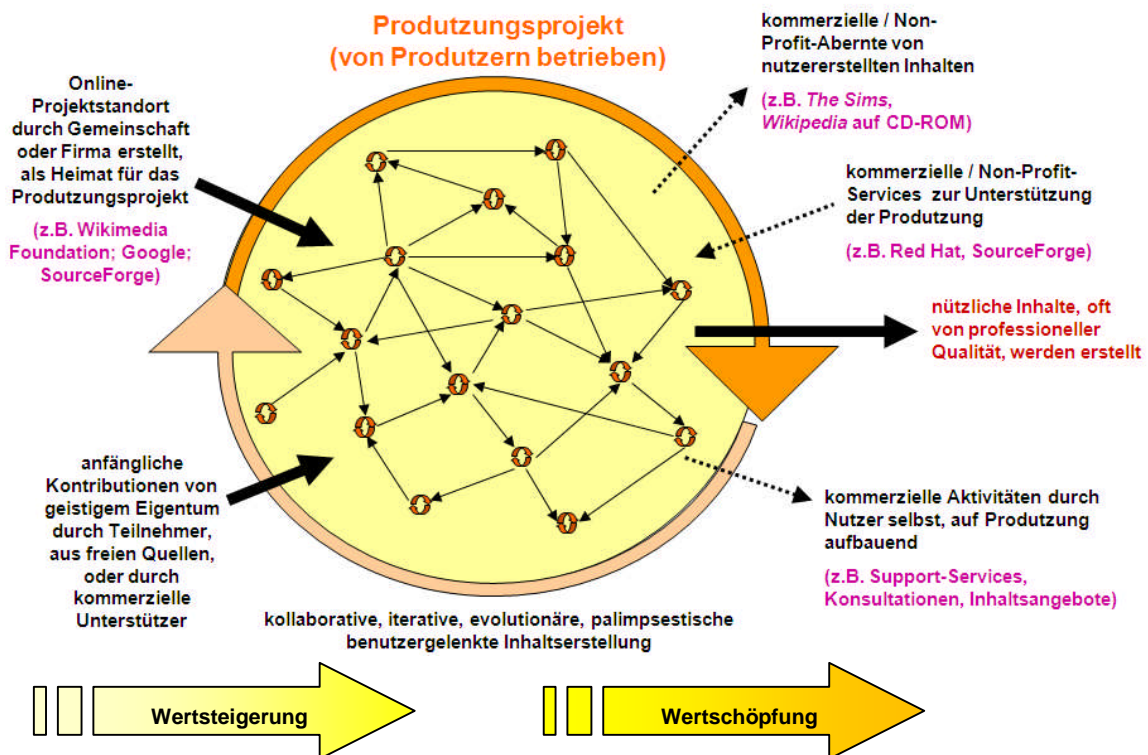 Produtzungsprojekt
(von Produtzern betrieben)
Online-
Projektstandort
durch Gemeinschaft
oder Firma erstellt,
als Heimat für das
Produtzungsprojekt
(z.B. Wikimedia
Foundation; Google;
SourceForge)
anfängliche
Kontributionen von
geistigem Eigentum
durch Teilnehmer,
aus freien Quellen,
oder durch
kommerzielle
Unterstützer
kommerzielle / Non-
Profit-Abernte von
nutzererstellten Inhalten
(z.B. The Sims,
Wikipedia auf CD-ROM)
kommerzielle / Non-Profit-
Services zur Unterstützung
der Produtzung
(z.B. Red Hat, SourceForge)
nützliche Inhalte, oft
von professioneller
Qualität, werden erstellt
kommerzielle Aktivitäten durch
Nutzer selbst, auf Produtzung
aufbauend
(z.B. Support-Services,
Konsultationen, Inhaltsangebote)
kollaborative, iterative, evolutionäre, palimpsestische
benutzergelenkte Inhaltserstellung
Wertsteigerung
Wertschöpfung